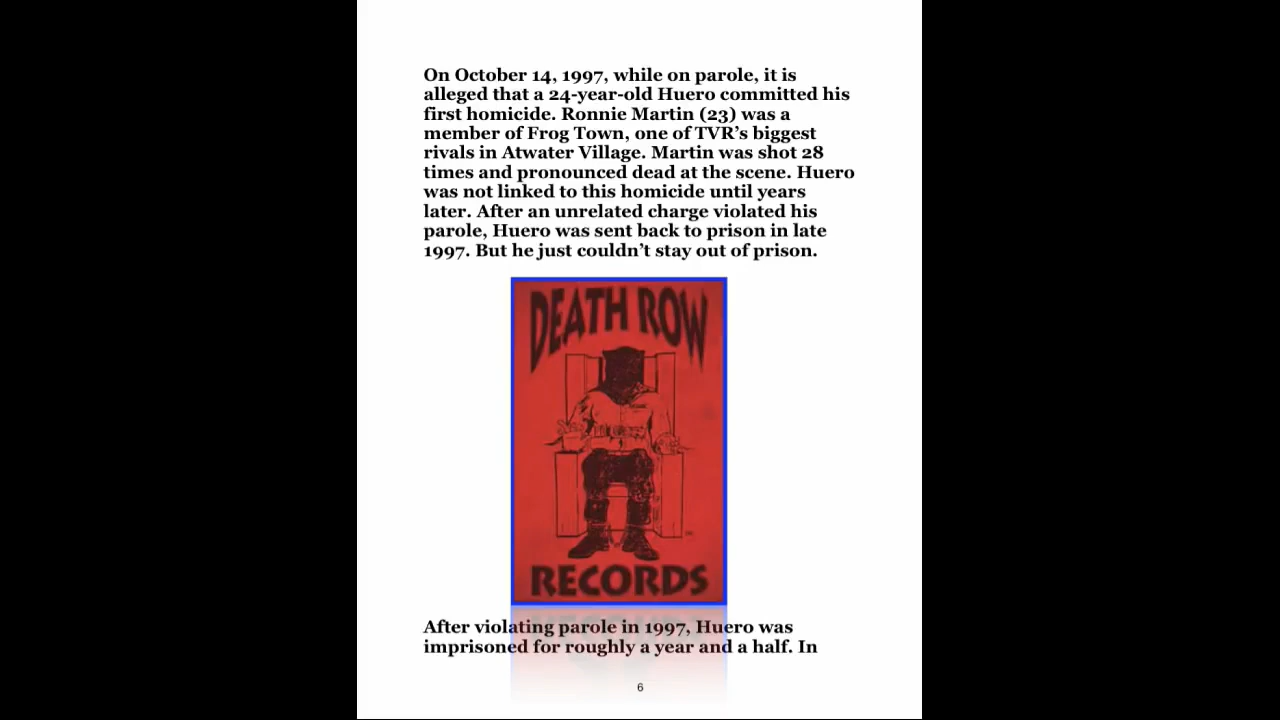 On October 14, 1997, while on parole, it is
alleged that a 24-year-old Huero committed his
first homicide. Ronnie Martin (23) was a
member of Frog Town, one of TVR’s biggest
rivals in Atwater Village. Martin was shot 28
times and pronounced dead at the scene. Huero
was not linked to this homicide until years
later. After an unrelated charge violated his
parole, Huero was sent back to prison in late
1997. But he just couldn’t stay out of prison.
DEATH ROW
RECORDS
After violating parole in 1997, Huero was
imprisoned for roughly a year and a half. In
6